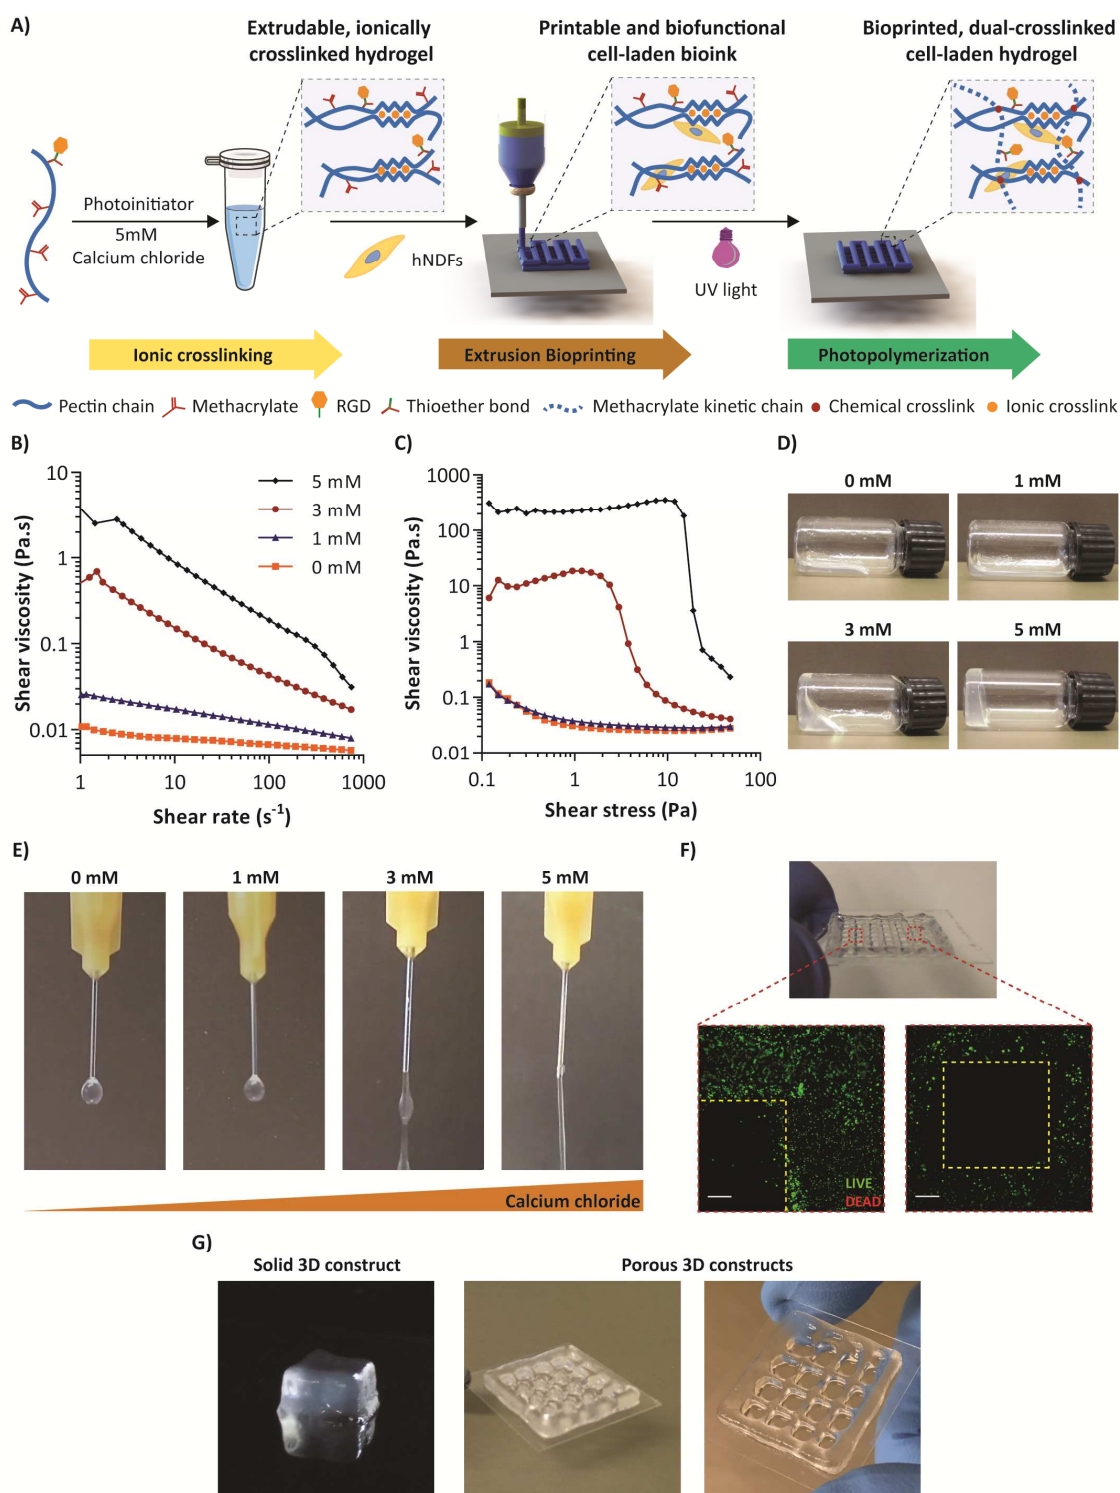 A)
Extrudable, ionically
crosslinked hydrogel
Printable and biofunctional
cell-laden bioink
Bioprinted, dual-crosslinked
cell-laden hydrogel
Photoinitiator
5mM
Calcium chloride
hNDFs
UV light
Ionic crosslinking
Extrusion Bioprinting
Photopolymerization
Pectin chain
Methacrylate
RGD
Thioether bond
Methacrylate kinetic chain
Chemical crosslink
Ionic crosslink
B)
Shear viscosity (Pa.s)
10
1
0.1
0.01
1
10
100
1000
Shear rate (s⁻¹)
5 mM
3 mM
1 mM
0 mM
C)
Shear viscosity (Pa.s)
1000
100
10
1
0.1
0.01
0.1
1
10
100
Shear stress (Pa)
D)
0 mM
1 mM
3 mM
5 mM
E)
0 mM
1 mM
3 mM
5 mM
Calcium chloride
F)
LIVE
DEAD
G)
Solid 3D construct
Porous 3D constructs